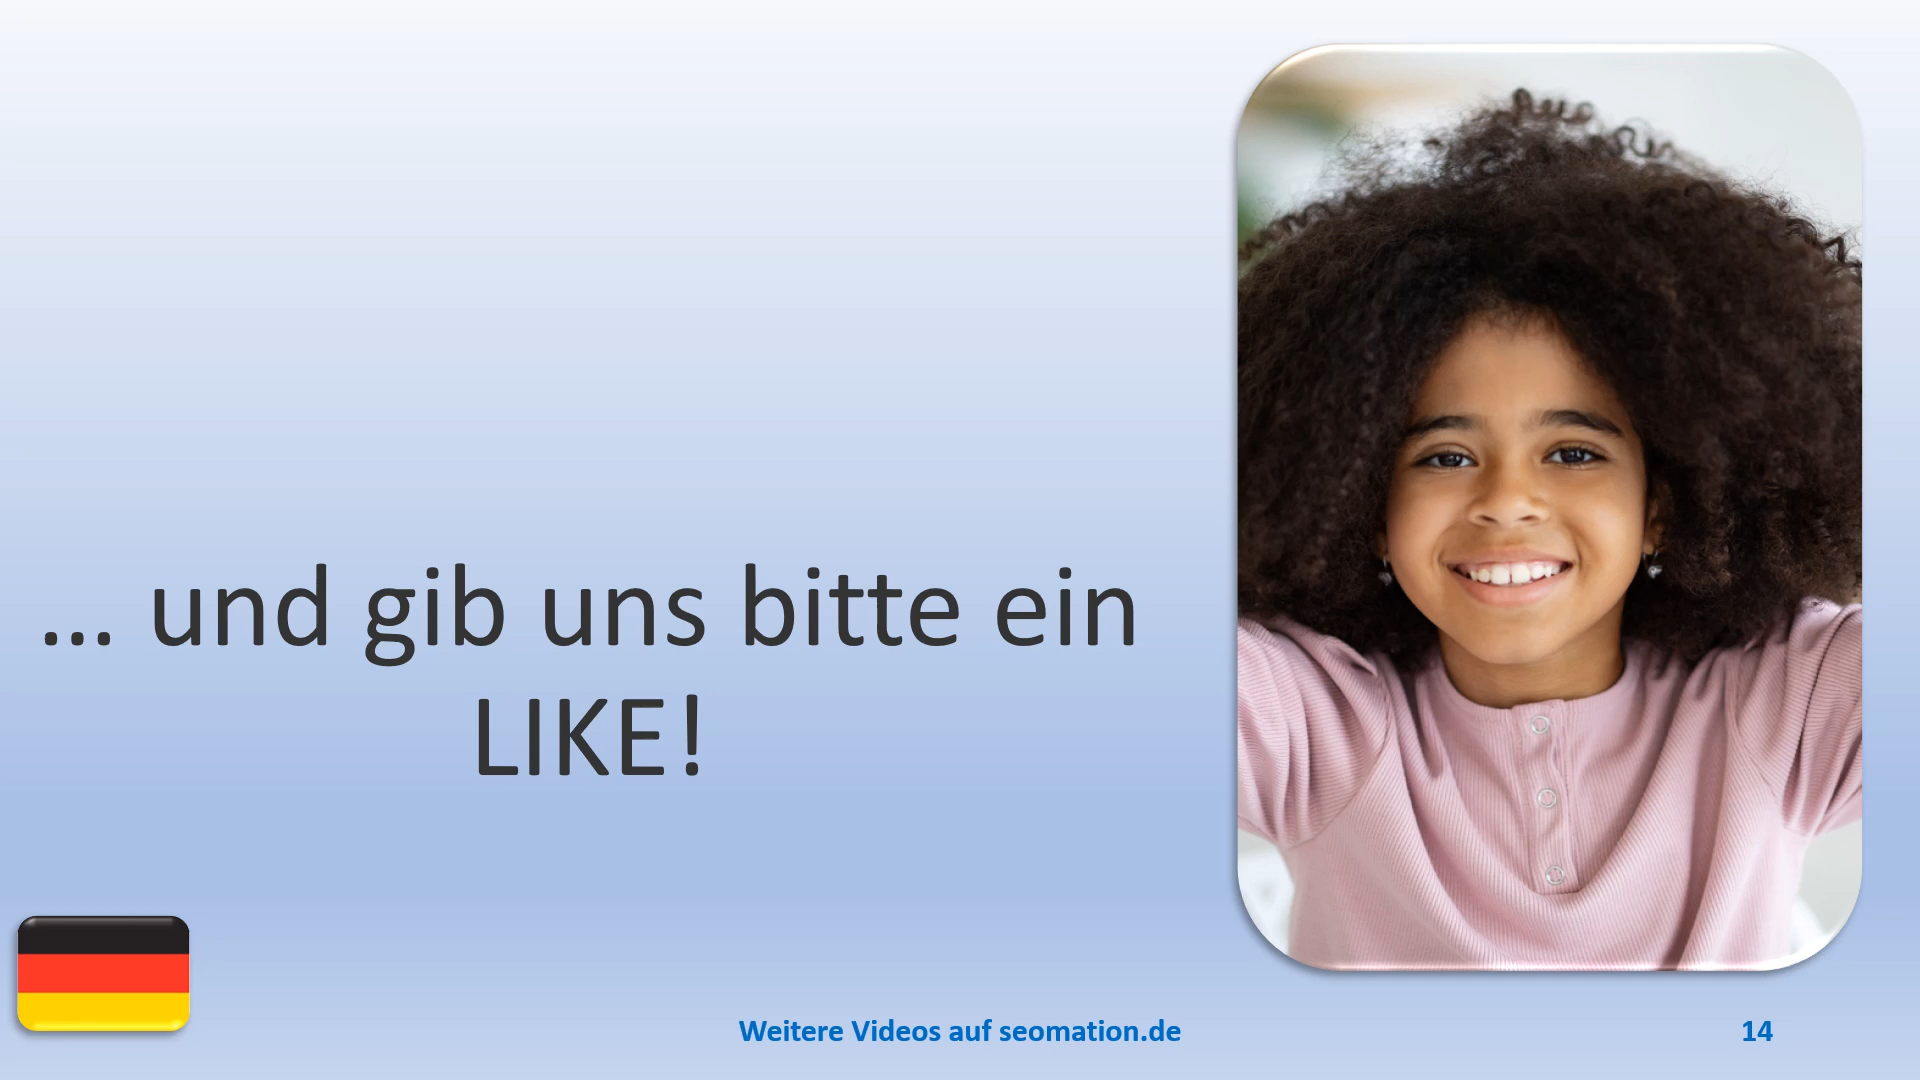 ... und gib uns bitte ein
LIKE!
Weitere Videos auf seomation.de
14